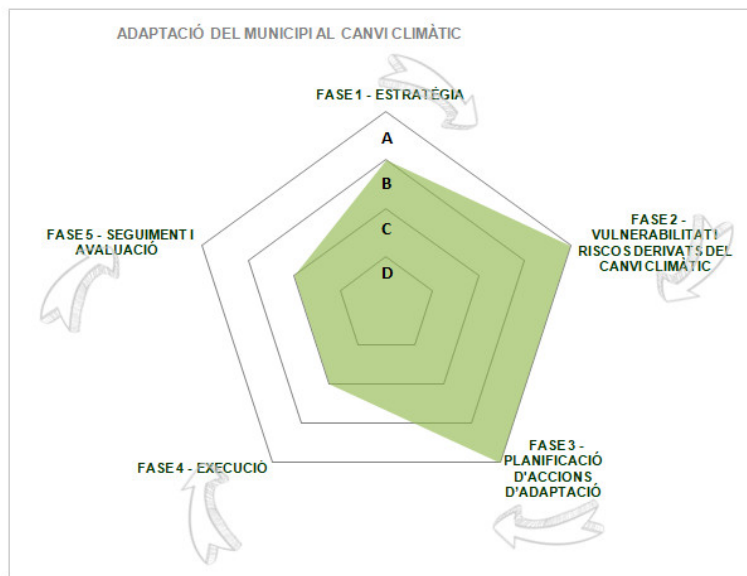 ADAPTACIÓ DEL MUNICIPI AL CANVI CLIMÀTIC
FASE 1 - ESTRATÈGIA
A
B
C
D
FASE 2 -
VULNERABILITAT I
RISCOS DERIVATS DEL
CANVI CLIMÀTIC
FASE 3 -
PLANIFICACIÓ
D'ACCIONS
D'ADAPTACIÓ
FASE 4 - EXECUCIÒ
FASE 5 - SEGUIMENT I
AVALUACIÓ